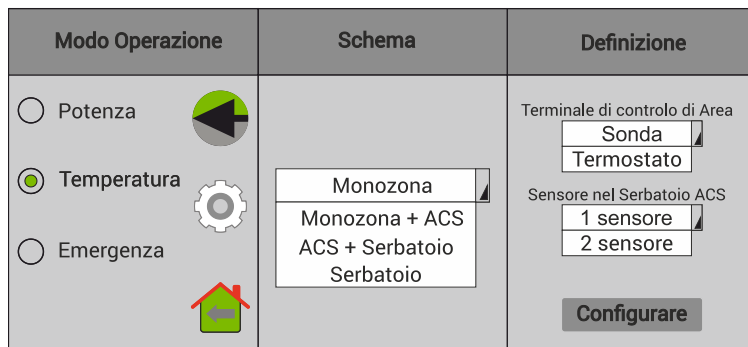 Modo Operazione
Schema
Definizione
Potenza
Temperatura
Emergenza
Monozona
Monozona + ACS
ACS + Serbatoio
Serbatoio
Terminale di controlo di Area
Sonda
Termostato
Sensore nel Serbatoio ACS
1 sensore
2 sensore
Configurare